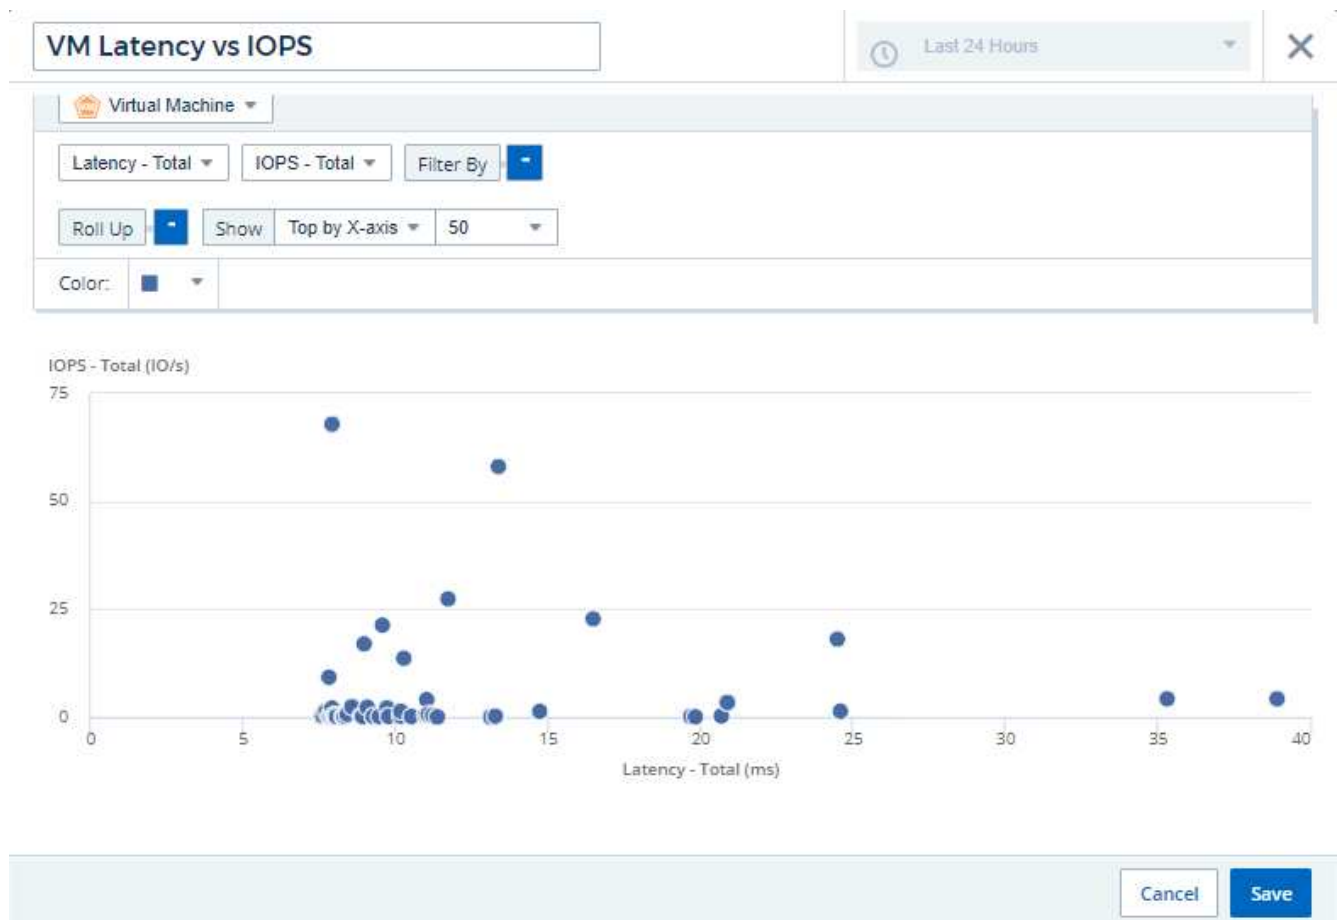 VM Latency vs IOPS
Last 24 Hours
Virtual Machine
Latency - Total IOPS - Total Filter By -
Roll Up - Show Top by X-axis 50
Color:
IOPS - Total (IO/s)
75
50
25
0
0 5 10 15 20 25 30 35 40
Latency - Total (ms)
Cancel Save